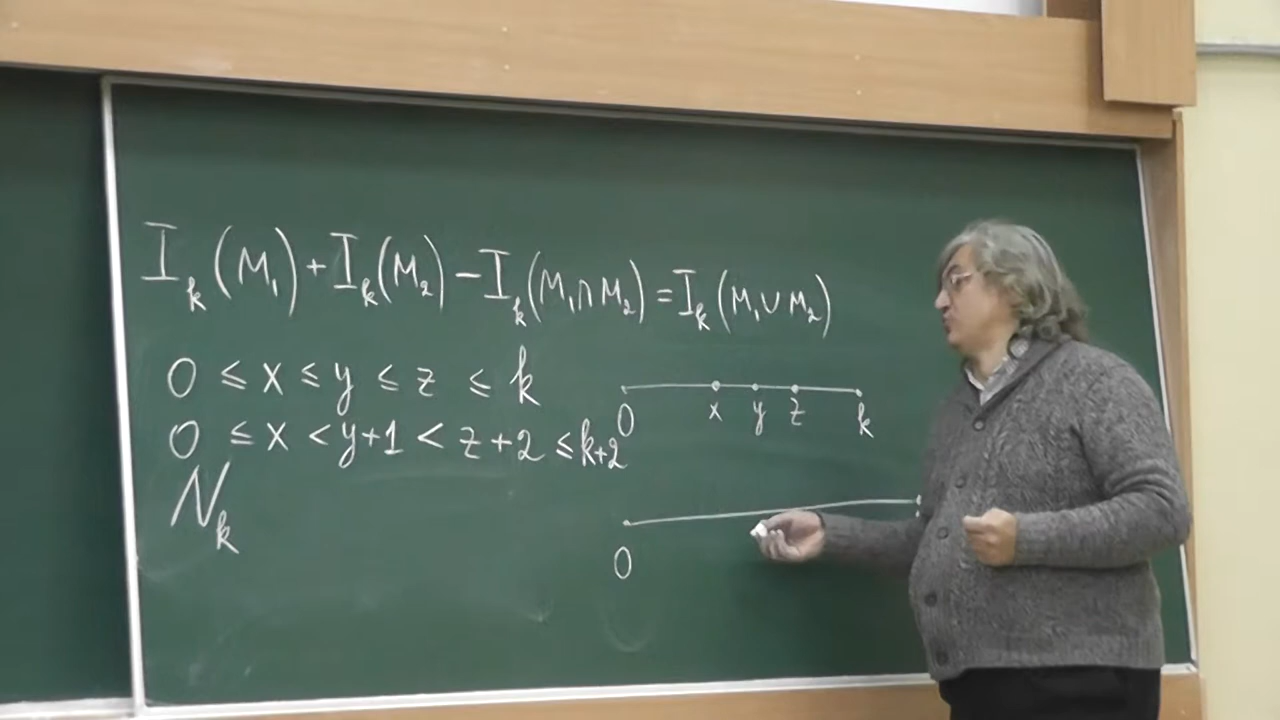 I_k (M_1) + I_k (M_2) - I_k (M_1 ∩ M_2) = I_k (M_1 ∪ M_2)
0 ≤ x ≤ y ≤ z ≤ k
0 ≤ x < y+1 < z+2 ≤ k+2
N_k
0 x y z k
0